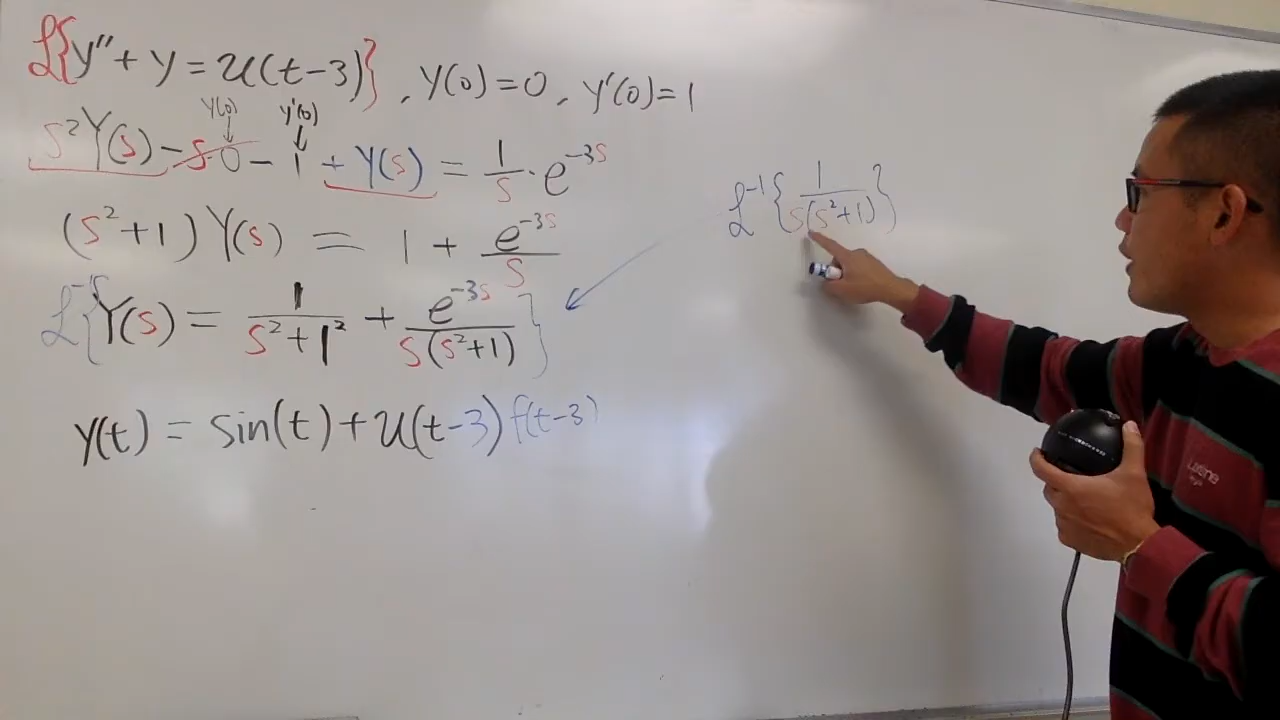 ℒ{y″ + y = u(t−3)}, y(0)=0, y′(0)=1
y(0) y′(0)
s²Y(s) − s·0 − 1 + Y(s) = 1/s · e^(−3s)
(s²+1) Y(s) = 1 + e^(−3s)/s
ℒ⁻¹{Y(s) = 1/(s²+1²) + e^(−3s)/(s(s²+1))}
y(t) = sin(t) + u(t−3) f(t−3)
ℒ⁻¹{1/(s(s²+1))}